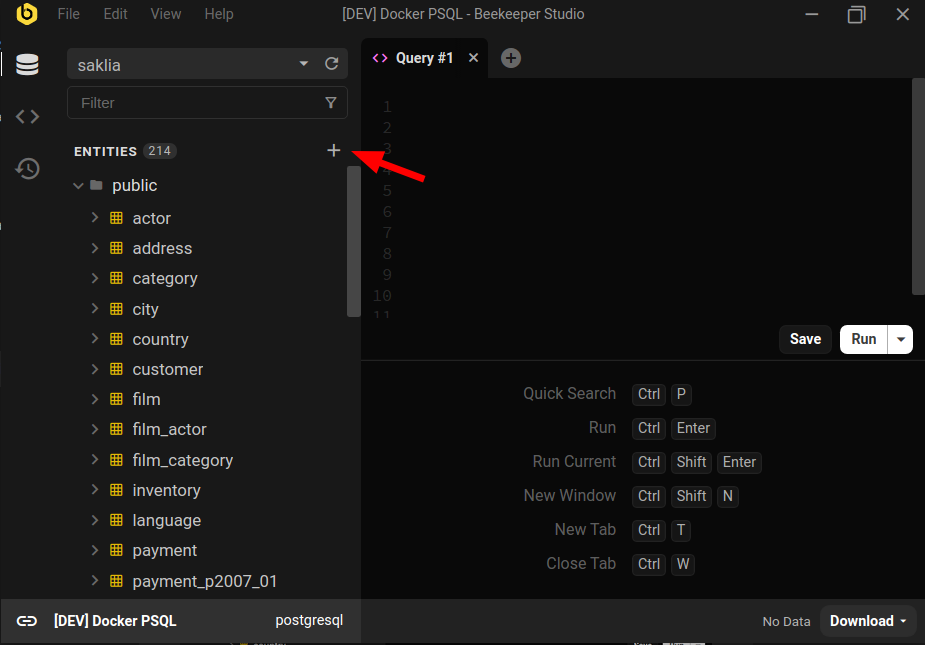 File Edit View Help [DEV] Docker PSQL - Beekeeper Studio
saklia
Query #1
Filter
ENTITIES 214
public
actor
address
category
city
country
customer
film
film_actor
film_category
inventory
language
payment
payment_p2007_01
1
2
3
4
5
6
7
8
9
10
11
Save Run
Quick Search Ctrl P
Run Ctrl Enter
Run Current Ctrl Shift Enter
New Window Ctrl Shift N
New Tab Ctrl T
Close Tab Ctrl W
[DEV] Docker PSQL postgresql No Data Download